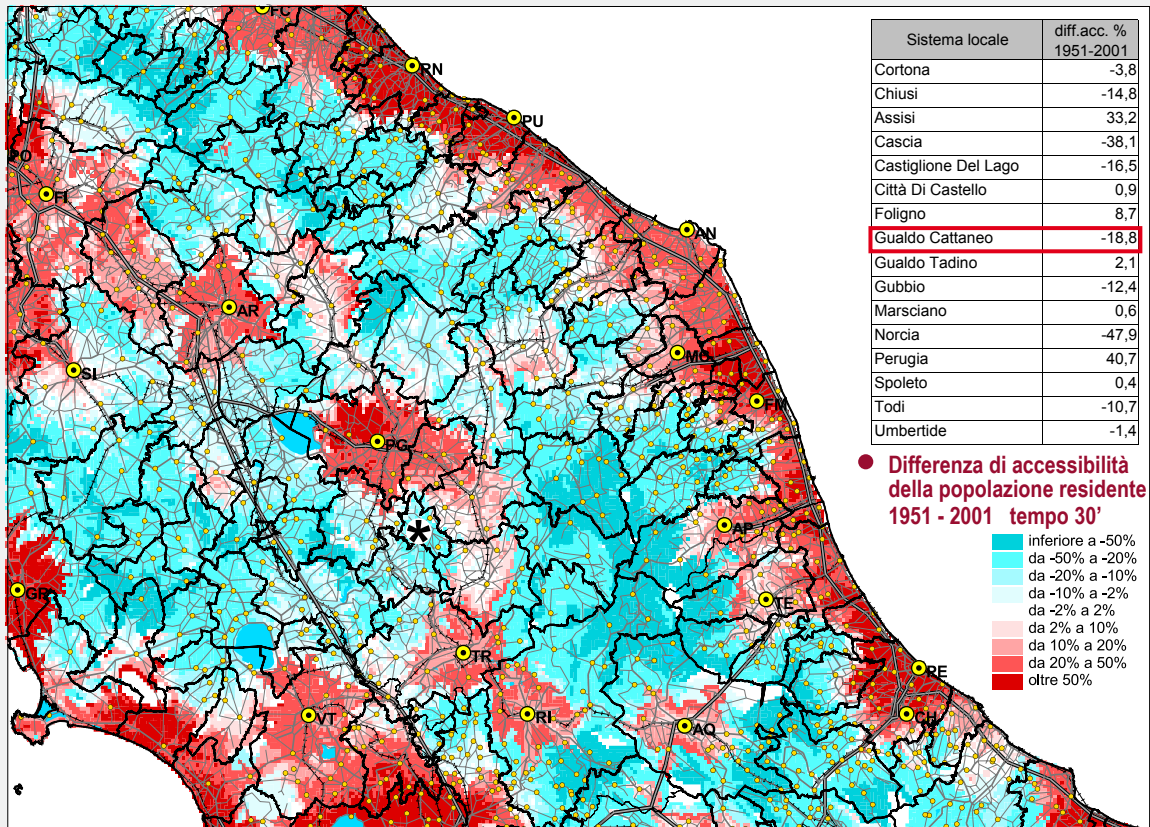 FC
RN
PU
PO
FI
AN
AR
MC
SI
PG
AP
GR
TE
TR
PE
VT
RI
AQ
CH
*
Sistema locale diff.acc. % 1951-2001
Cortona -3,8
Chiusi -14,8
Assisi 33,2
Cascia -38,1
Castiglione Del Lago -16,5
Città Di Castello 0,9
Foligno 8,7
Gualdo Cattaneo -18,8
Gualdo Tadino 2,1
Gubbio -12,4
Marsciano 0,6
Norcia -47,9
Perugia 40,7
Spoleto 0,4
Todi -10,7
Umbertide -1,4
Differenza di accessibilità
della popolazione residente
1951 - 2001 tempo 30'
inferiore a -50%
da -50% a -20%
da -20% a -10%
da -10% a -2%
da -2% a 2%
da 2% a 10%
da 10% a 20%
da 20% a 50%
oltre 50%